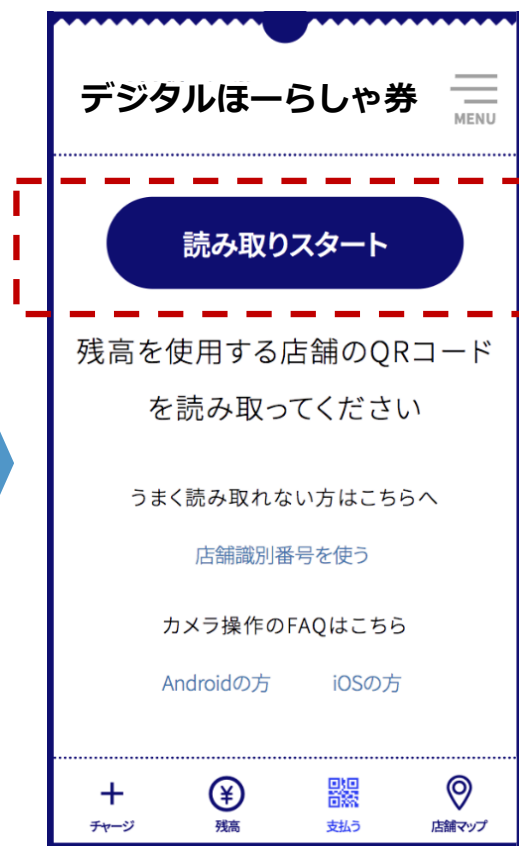 デジタルほーらしゃ券
MENU
読み取りスタート
残高を使用する店舗のQRコード
を読み取ってください
うまく読み取れない方はこちらへ
店舗識別番号を使う
カメラ操作のFAQはこちら
Androidの方 iOSの方
チャージ 残高 支払う 店舗マップ